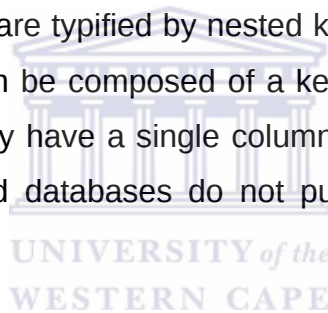 are typified by nested k
be composed of a ke
have a single column
databases do not pu
UNIVERSITY of the
WESTERN CAPE